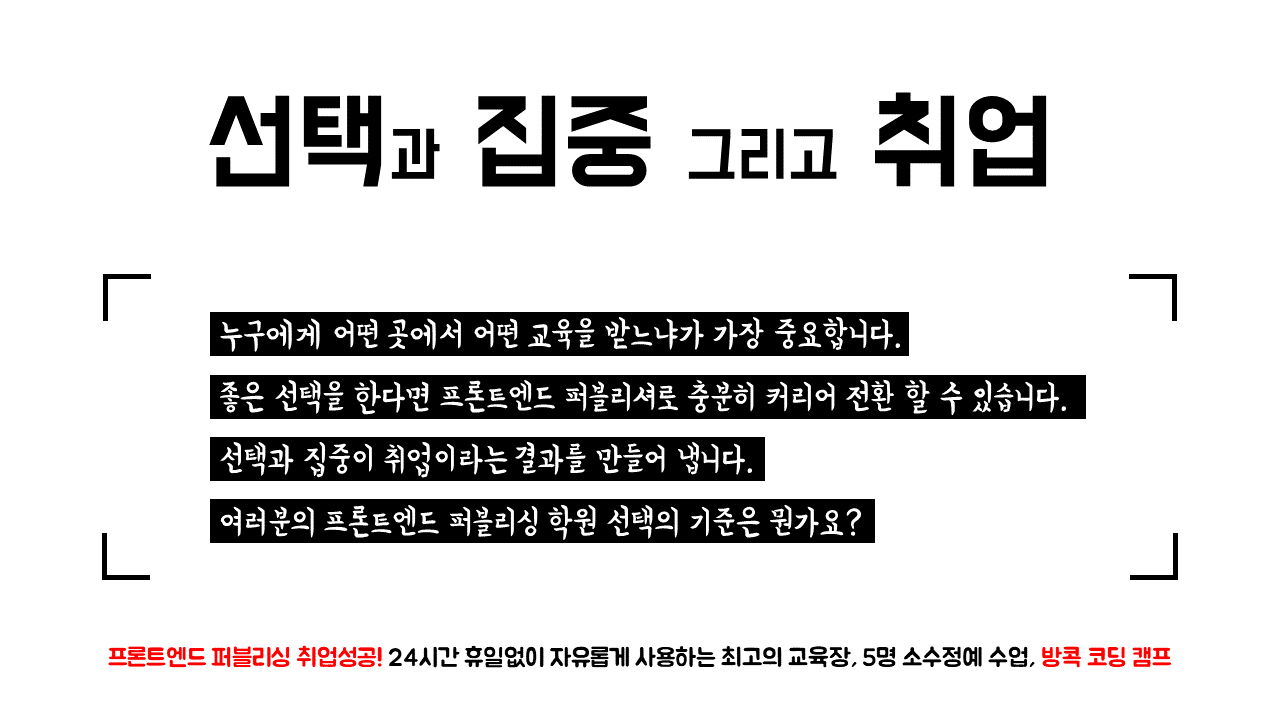 선택과 집중 그리고 취업
누구에게 어떤 곳에서 어떤 교육을 받느냐가 가장 중요합니다.
좋은 선택을 한다면 프론트엔드 퍼블리셔로 충분히 커리어 전환 할 수 있습니다.
선택과 집중이 취업이라는 결과를 만들어 냅니다.
여러분의 프론트엔드 퍼블리싱 학원 선택의 기준은 뭔가요?
프론트엔드 퍼블리싱 취업성공! 24시간 휴일없이 자유롭게 사용하는 최고의 교육장, 5명 소수정예 수업, 방콕 코딩 캠프